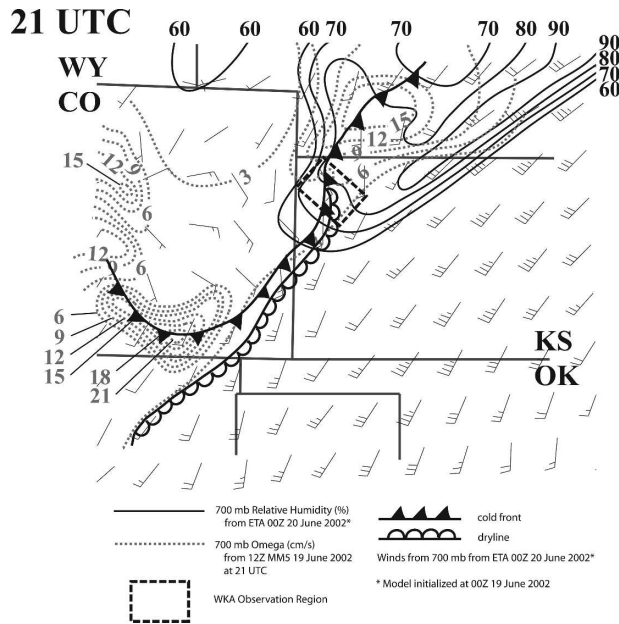 21 UTC
60 60 60 70 70 70 80 90
90
80
70
60
WY
CO
15
12
9
3
6
15
12
9
6
12
9
6
6
9
12
15
18
21
KS
OK
700 mb Relative Humidity (%)
from ETA 00Z 20 June 2002*
700 mb Omega (cm/s)
from 12Z MM5 19 June 2002
at 21 UTC
WKA Observation Region
cold front
dryline
Winds from 700 mb from ETA 00Z 20 June 2002*
* Model initialized at 00Z 19 June 2002